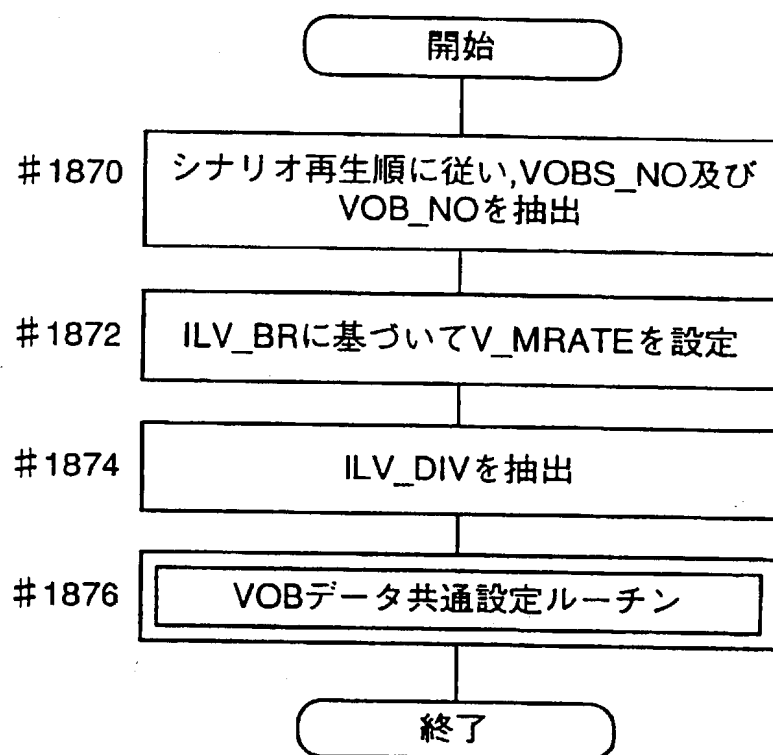 開始
#1870
シナリオ再生順に従い,VOBS_NO及び
VOB_NOを抽出
#1872
ILV_BRに基づいてV_MRATEを設定
#1874
ILV_DIVを抽出
#1876
VOBデータ共通設定ルーチン
終了